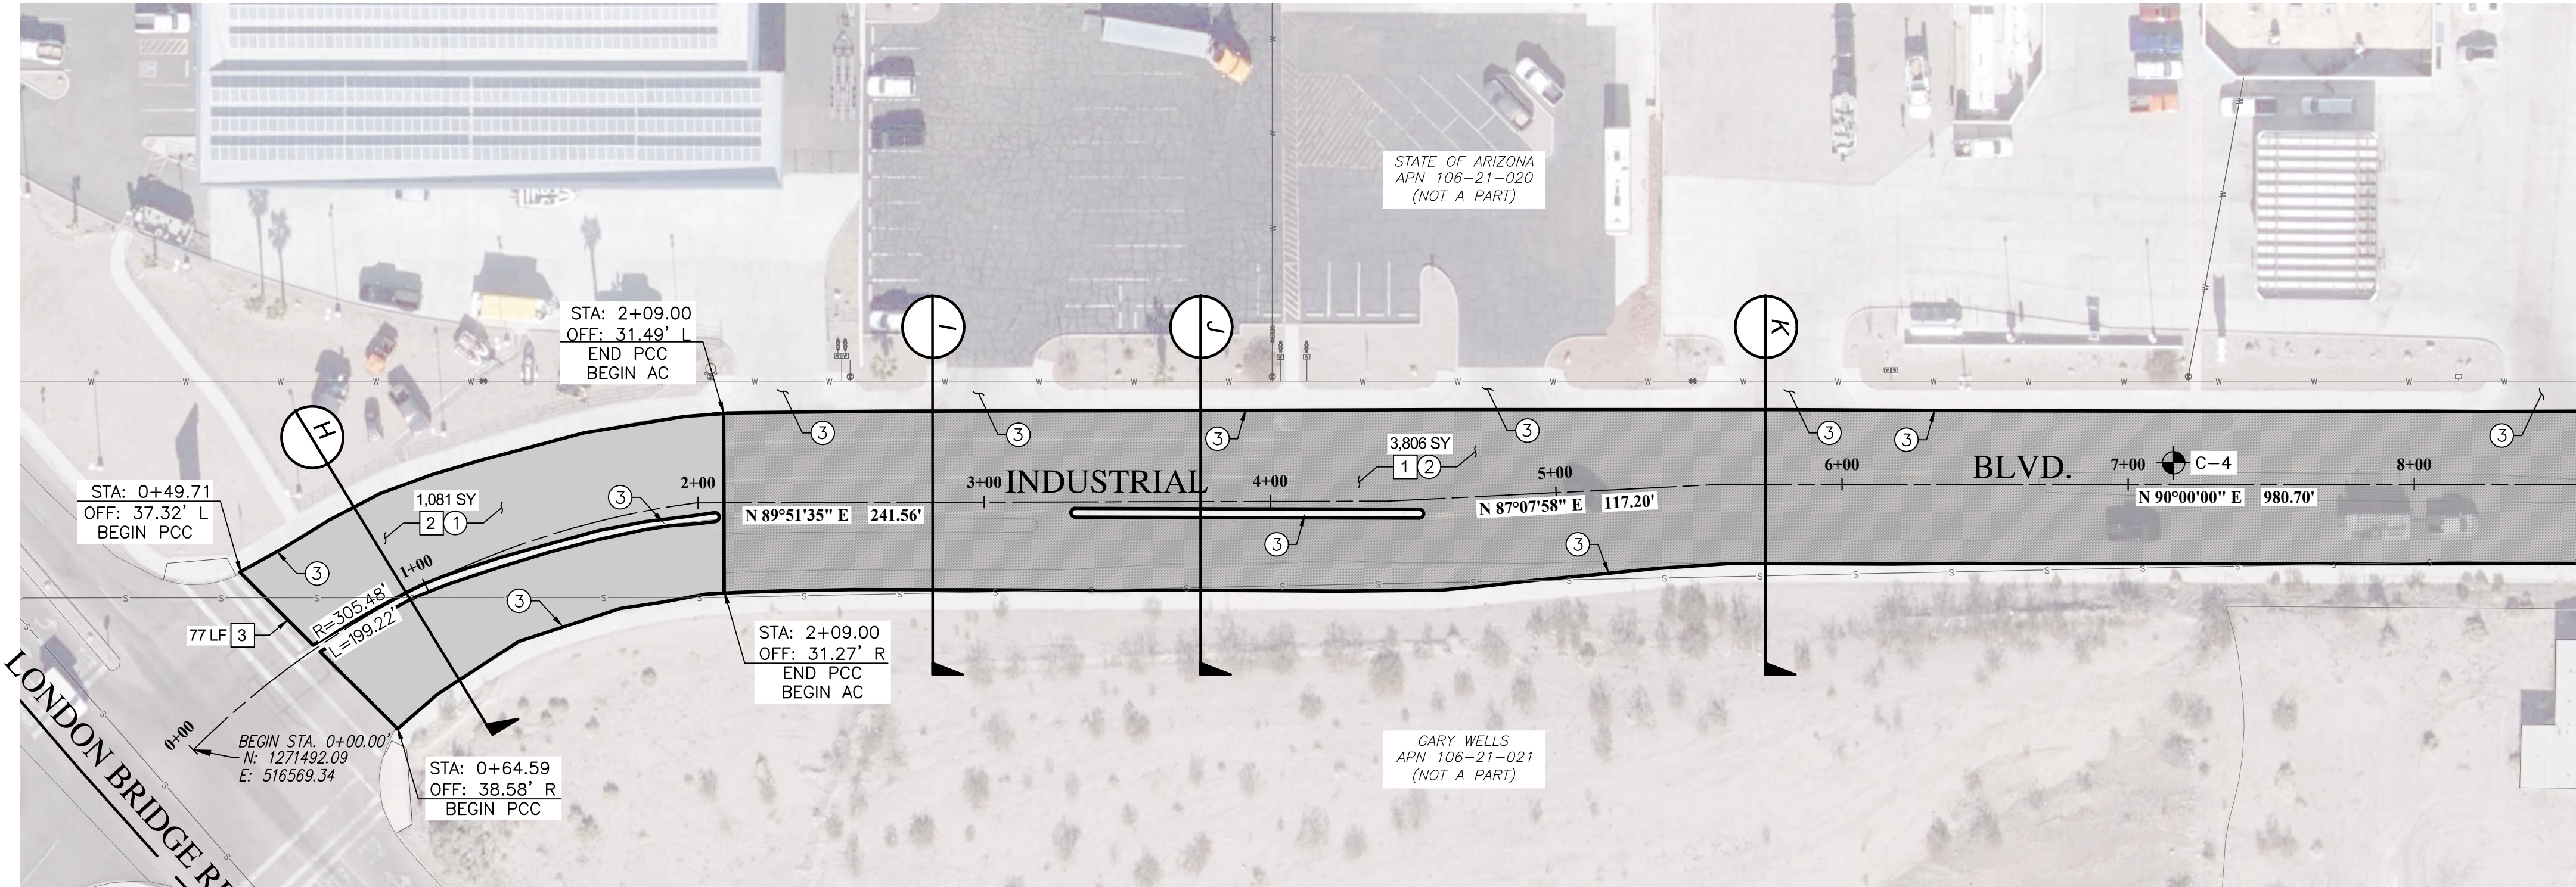 STATE OF ARIZONA
APN 106-21-020
(NOT A PART)
STA: 2+09.00
OFF: 31.49' L
END PCC
BEGIN AC
I
J
K
H
3
3
3
3
3
3
3
3,806 SY
1 2
INDUSTRIAL
BLVD.
C-4
2+00
3+00
4+00
5+00
6+00
7+00
8+00
N 89°51'35" E 241.56'
N 87°07'58" E 117.20'
N 90°00'00" E 980.70'
STA: 0+49.71
OFF: 37.32' L
BEGIN PCC
1,081 SY
2 1
3
3
3
3
3
1+00
R=305.48'
L=199.22'
77 LF 3
STA: 2+09.00
OFF: 31.27' R
END PCC
BEGIN AC
LONDON BRIDGE
0+00
BEGIN STA. 0+00.00'
N: 1271492.09
E: 516569.34
STA: 0+64.59
OFF: 38.58' R
BEGIN PCC
GARY WELLS
APN 106-21-021
(NOT A PART)
W
S